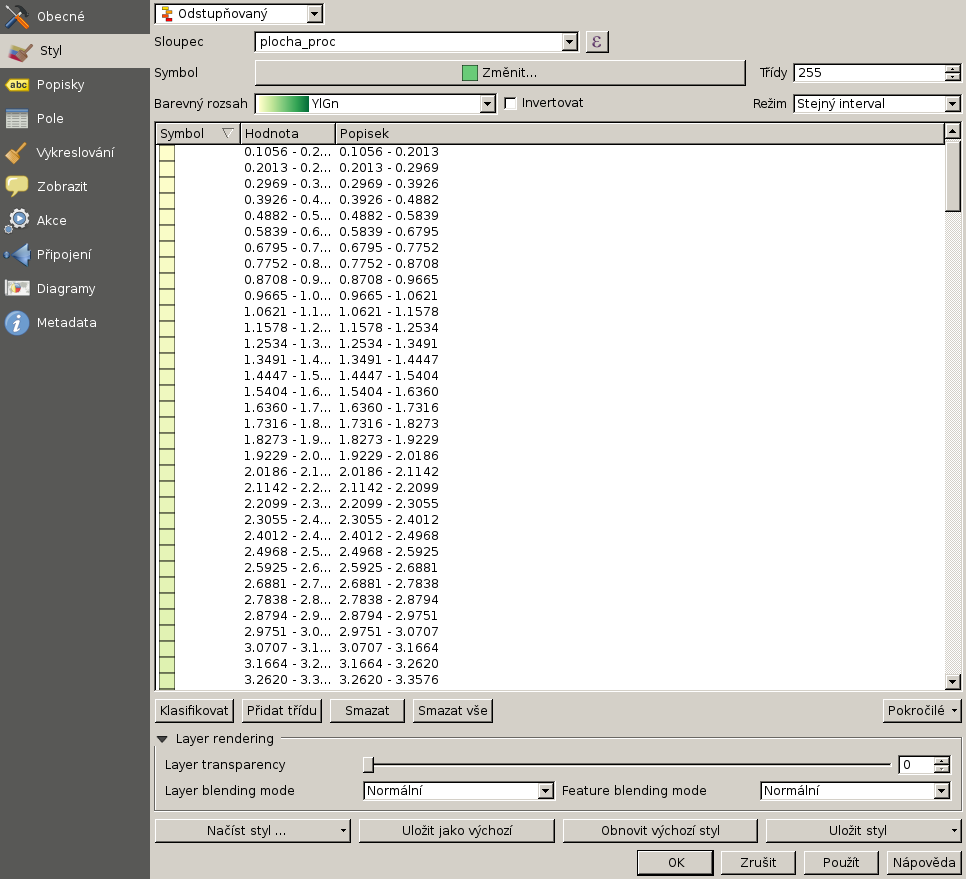 Obecné
Styl
abc Popisky
Pole
Vykreslování
Zobrazit
Akce
Připojení
Diagramy
Metadata
Odstupňovaný
Sloupec plocha_proc ε
Symbol Změnit... Třídy 255
Barevný rozsah YlGn Invertovat Režim Stejný interval
Symbol Hodnota Popisek
0.1056 - 0.2... 0.1056 - 0.2013
0.2013 - 0.2... 0.2013 - 0.2969
0.2969 - 0.3... 0.2969 - 0.3926
0.3926 - 0.4... 0.3926 - 0.4882
0.4882 - 0.5... 0.4882 - 0.5839
0.5839 - 0.6... 0.5839 - 0.6795
0.6795 - 0.7... 0.6795 - 0.7752
0.7752 - 0.8... 0.7752 - 0.8708
0.8708 - 0.9... 0.8708 - 0.9665
0.9665 - 1.0... 0.9665 - 1.0621
1.0621 - 1.1... 1.0621 - 1.1578
1.1578 - 1.2... 1.1578 - 1.2534
1.2534 - 1.3... 1.2534 - 1.3491
1.3491 - 1.4... 1.3491 - 1.4447
1.4447 - 1.5... 1.4447 - 1.5404
1.5404 - 1.6... 1.5404 - 1.6360
1.6360 - 1.7... 1.6360 - 1.7316
1.7316 - 1.8... 1.7316 - 1.8273
1.8273 - 1.9... 1.8273 - 1.9229
1.9229 - 2.0... 1.9229 - 2.0186
2.0186 - 2.1... 2.0186 - 2.1142
2.1142 - 2.2... 2.1142 - 2.2099
2.2099 - 2.3... 2.2099 - 2.3055
2.3055 - 2.4... 2.3055 - 2.4012
2.4012 - 2.4... 2.4012 - 2.4968
2.4968 - 2.5... 2.4968 - 2.5925
2.5925 - 2.6... 2.5925 - 2.6881
2.6881 - 2.7... 2.6881 - 2.7838
2.7838 - 2.8... 2.7838 - 2.8794
2.8794 - 2.9... 2.8794 - 2.9751
2.9751 - 3.0... 2.9751 - 3.0707
3.0707 - 3.1... 3.0707 - 3.1664
3.1664 - 3.2... 3.1664 - 3.2620
3.2620 - 3.3... 3.2620 - 3.3576
Klasifikovat Přidat třídu Smazat Smazat vše Pokročilé
Layer rendering
Layer transparency 0
Layer blending mode Normální Feature blending mode Normální
Načíst styl ... Uložit jako výchozí Obnovit výchozí styl Uložit styl
OK Zrušit Použít Nápověda